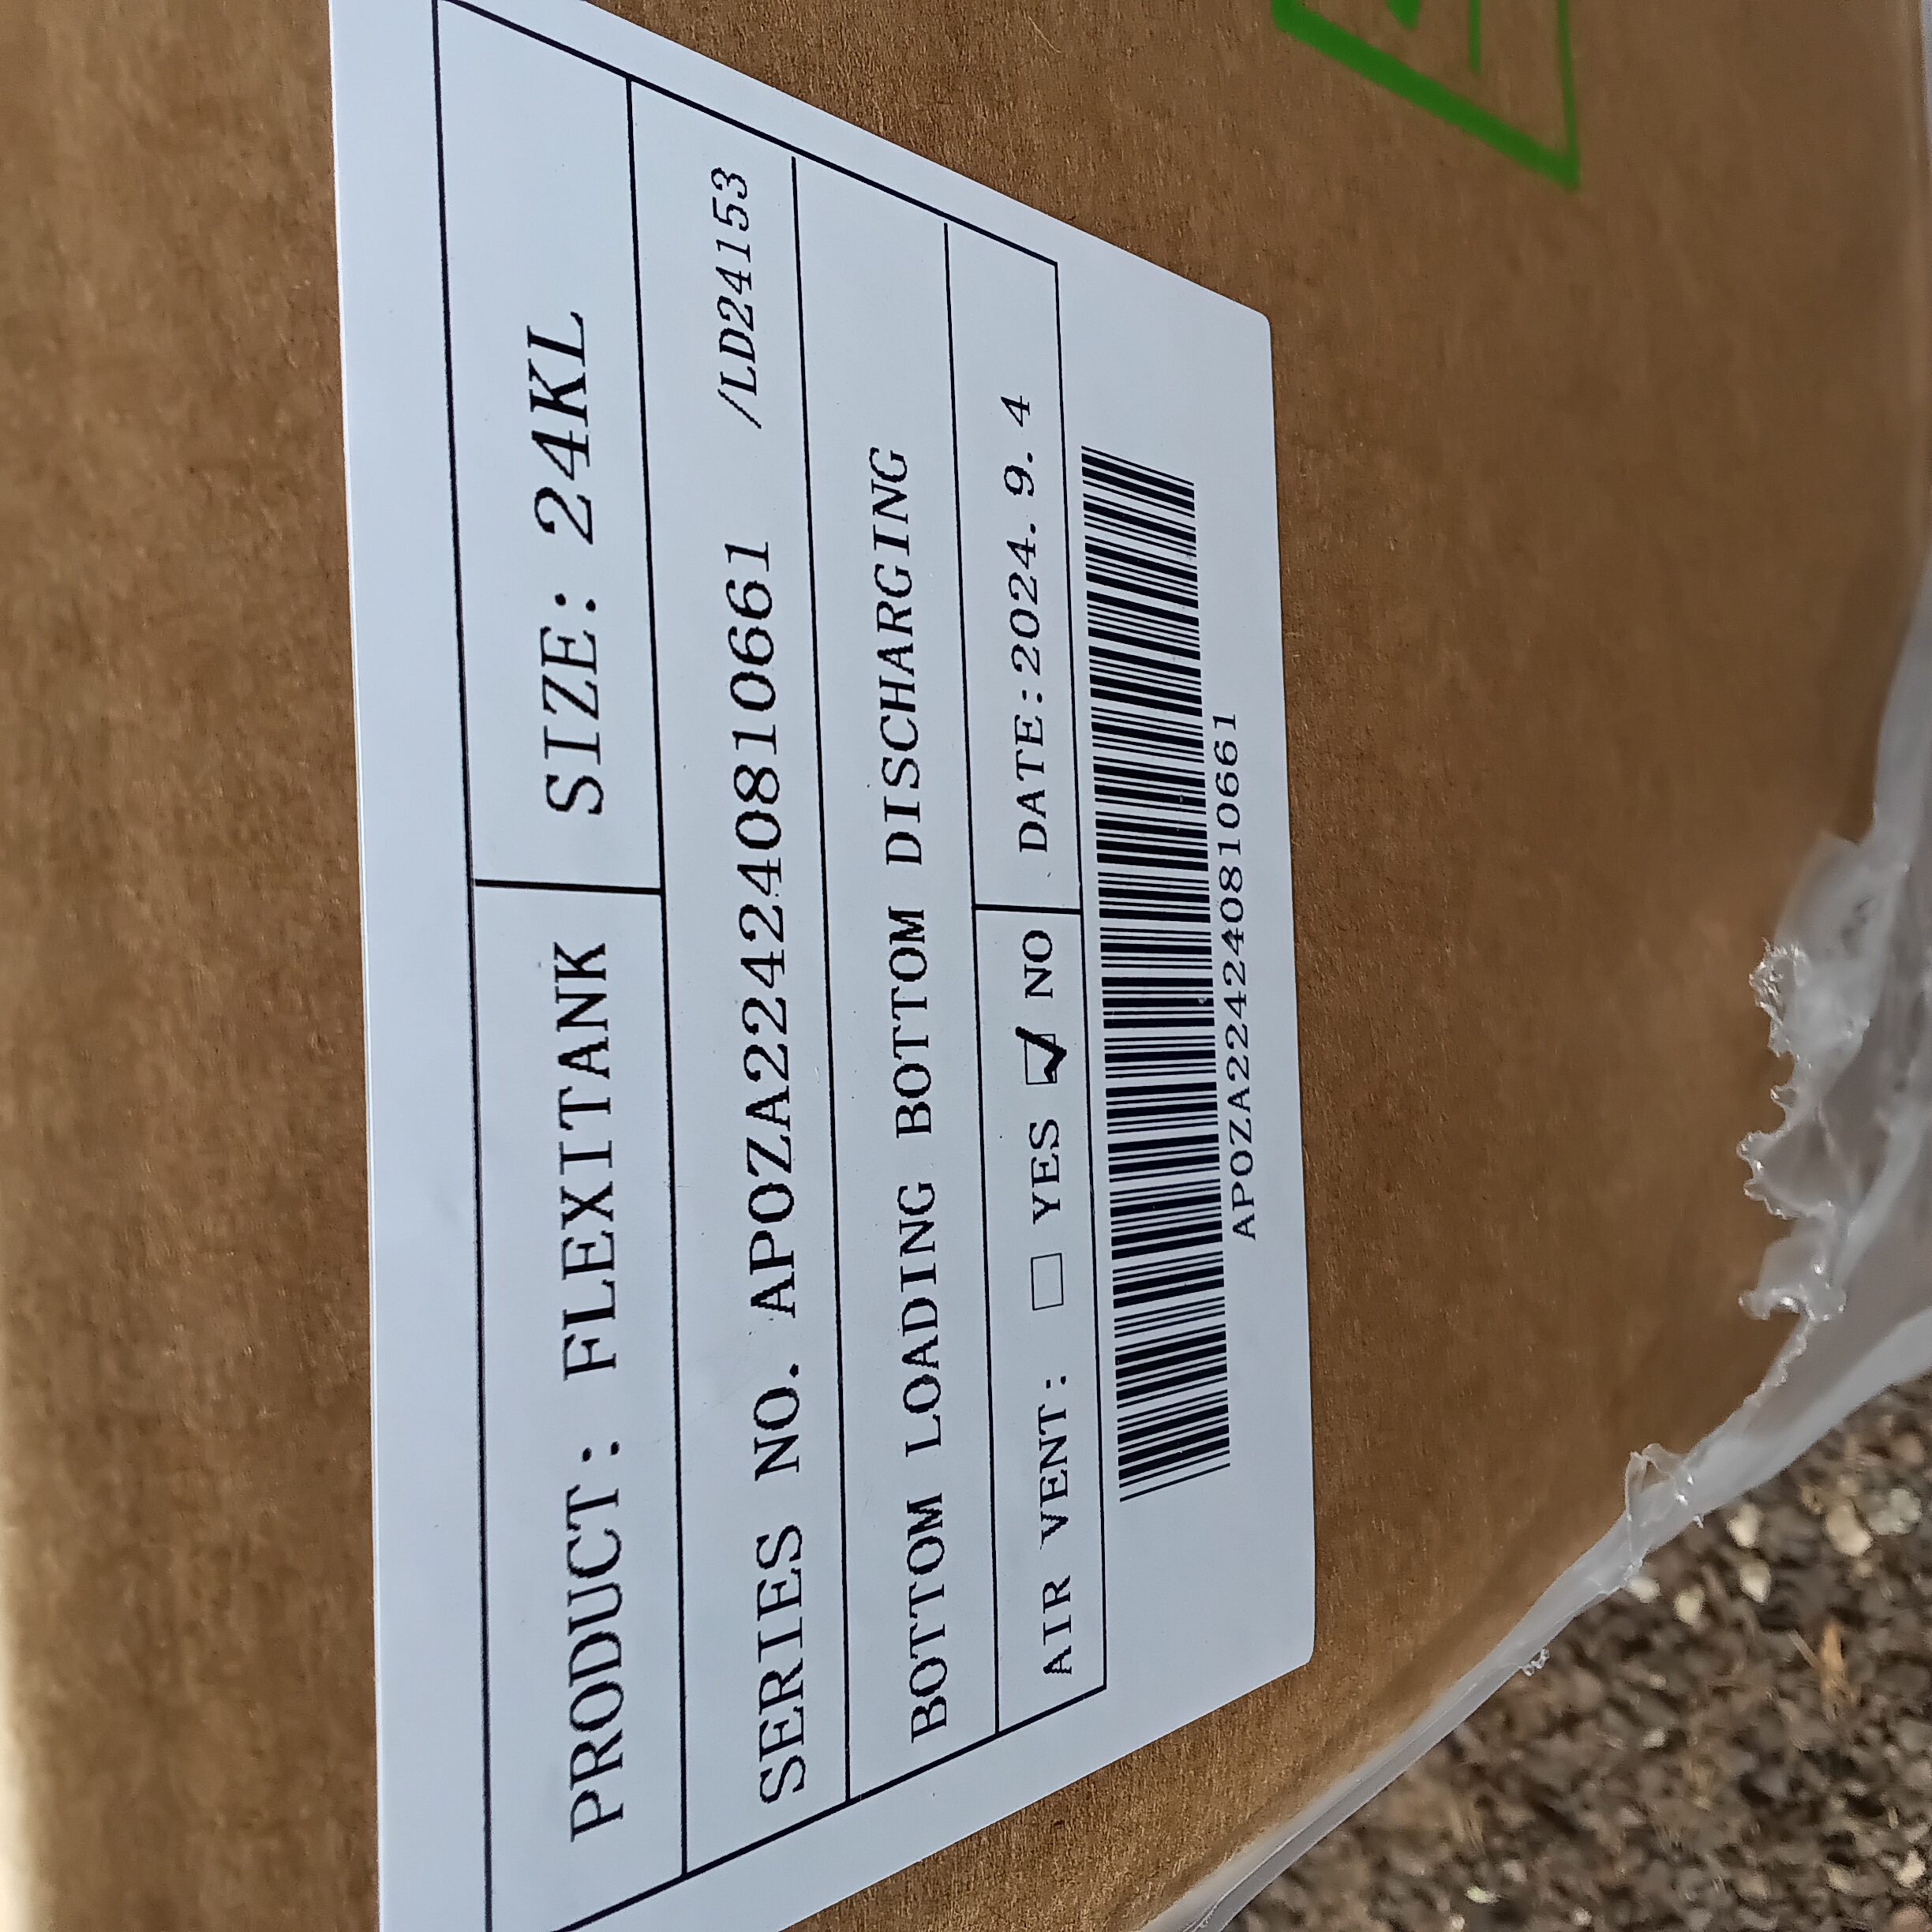 PRODUCT: FLEXITANK SIZE: 24KL
SERIES NO. APOZA224240810661 /LD24153
BOTTOM LOADING BOTTOM DISCHARGING
AIR VENT: YES NO DATE:2024. 9. 4
APOZA224240810661